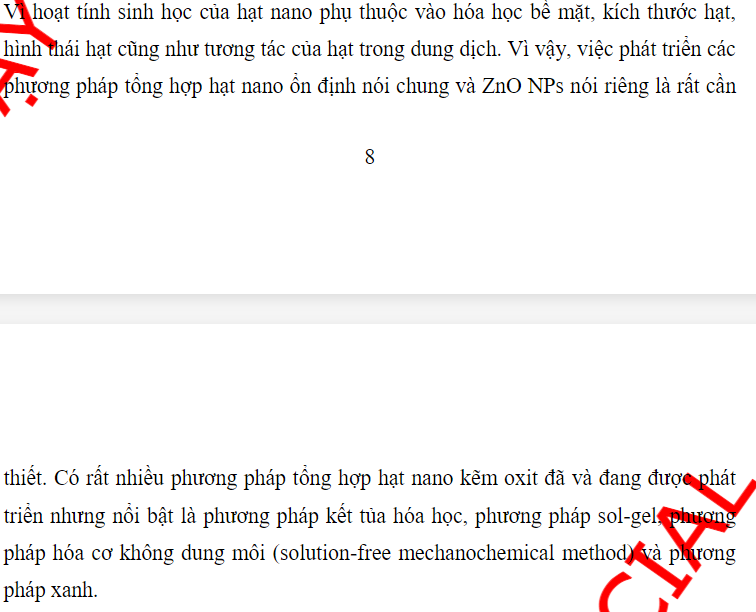 Vì hoạt tính sinh học của hạt nano phụ thuộc vào hóa học bề mặt, kích thước hạt,
hình thái hạt cũng như tương tác của hạt trong dung dịch. Vì vậy, việc phát triển các
phương pháp tổng hợp hạt nano ổn định nói chung và ZnO NPs nói riêng là rất cần
8
thiết. Có rất nhiều phương pháp tổng hợp hạt nano kẽm oxit đã và đang được phát
triển nhưng nổi bật là phương pháp kết tủa hóa học, phương pháp sol-gel, phương
pháp hóa cơ không dung môi (solution-free mechanochemical method) và phương
pháp xanh.
CIAL